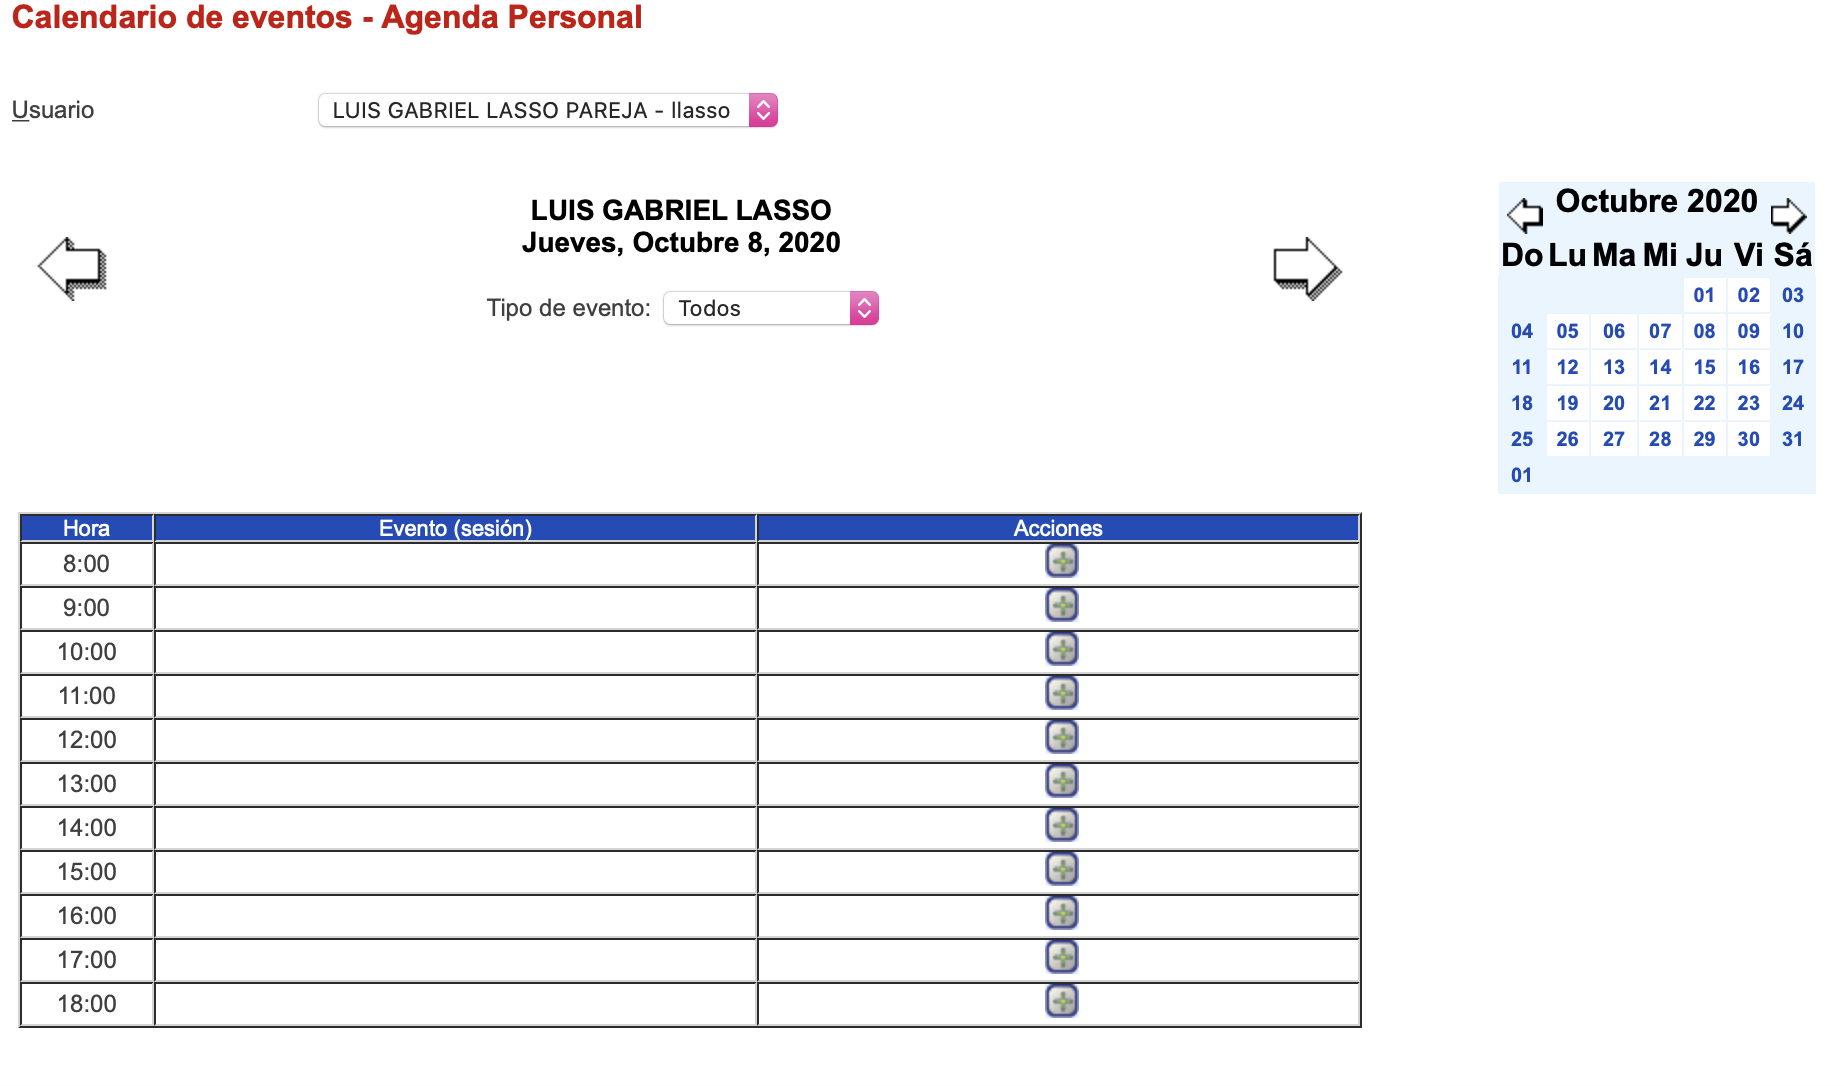 Calendario de eventos - Agenda Personal
Usuario LUIS GABRIEL LASSO PAREJA - llasso
LUIS GABRIEL LASSO
Jueves, Octubre 8, 2020
Tipo de evento: Todos
Octubre 2020
Do Lu Ma Mi Ju Vi Sá
01 02 03
04 05 06 07 08 09 10
11 12 13 14 15 16 17
18 19 20 21 22 23 24
25 26 27 28 29 30 31
01
Hora Evento (sesión) Acciones
8:00
9:00
10:00
11:00
12:00
13:00
14:00
15:00
16:00
17:00
18:00